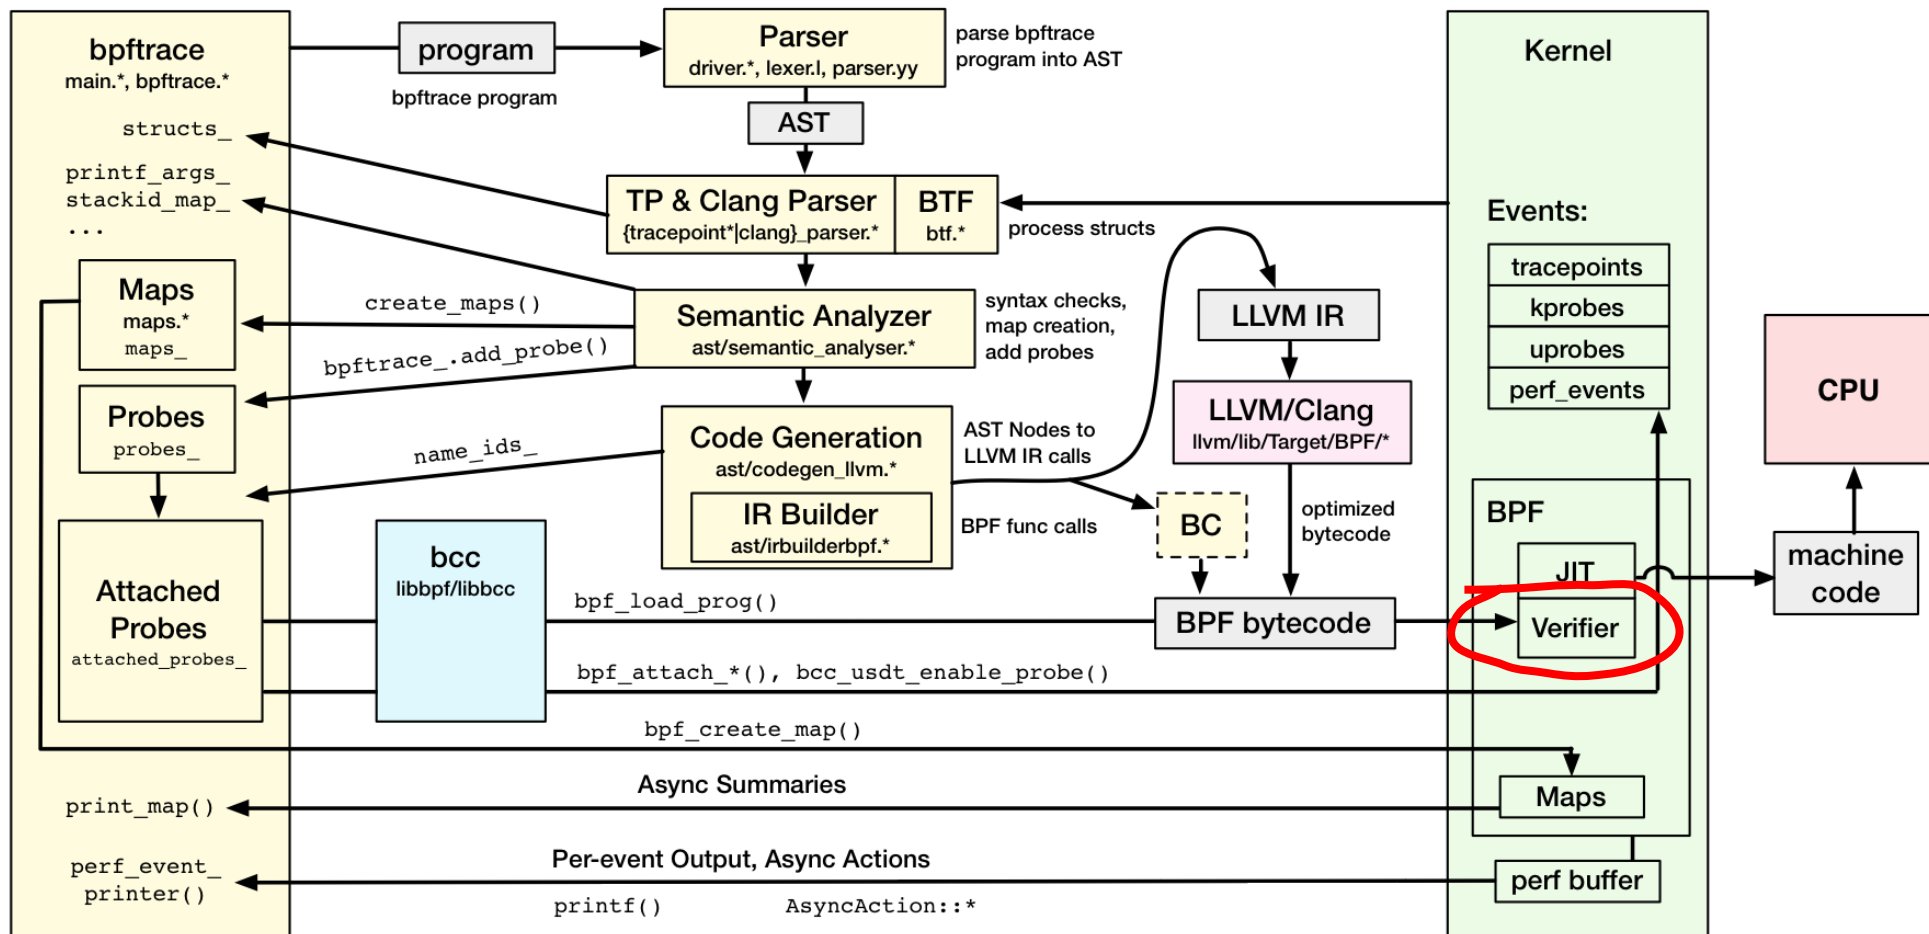 bpftrace
main.*, bpftrace.*
structs_
printf_args_
stackid_map_
...
Maps
maps.*
maps_
Probes
probes_
Attached
Probes
attached_probes_
print_map()
perf_event_
printer()
program
bpftrace program
Parser
driver.*, lexer.l, parser.yy
parse bpftrace
program into AST
AST
TP & Clang Parser
{tracepoint*|clang}_parser.*
BTF
btf.*
process structs
create_maps()
Semantic Analyzer
ast/semantic_analyser.*
syntax checks,
map creation,
add probes
bpftrace_.add_probe()
name_ids_
Code Generation
ast/codegen_llvm.*
IR Builder
ast/irbuilderbpf.*
AST Nodes to
LLVM IR calls
BPF func calls
LLVM IR
LLVM/Clang
llvm/lib/Target/BPF/*
BC
optimized
bytecode
bcc
libbpf/libbcc
bpf_load_prog()
BPF bytecode
bpf_attach_*(), bcc_usdt_enable_probe()
bpf_create_map()
Async Summaries
Per-event Output, Async Actions
printf()
AsyncAction::*
Kernel
Events:
tracepoints
kprobes
uprobes
perf_events
BPF
JIT
Verifier
Maps
perf buffer
CPU
machine
code